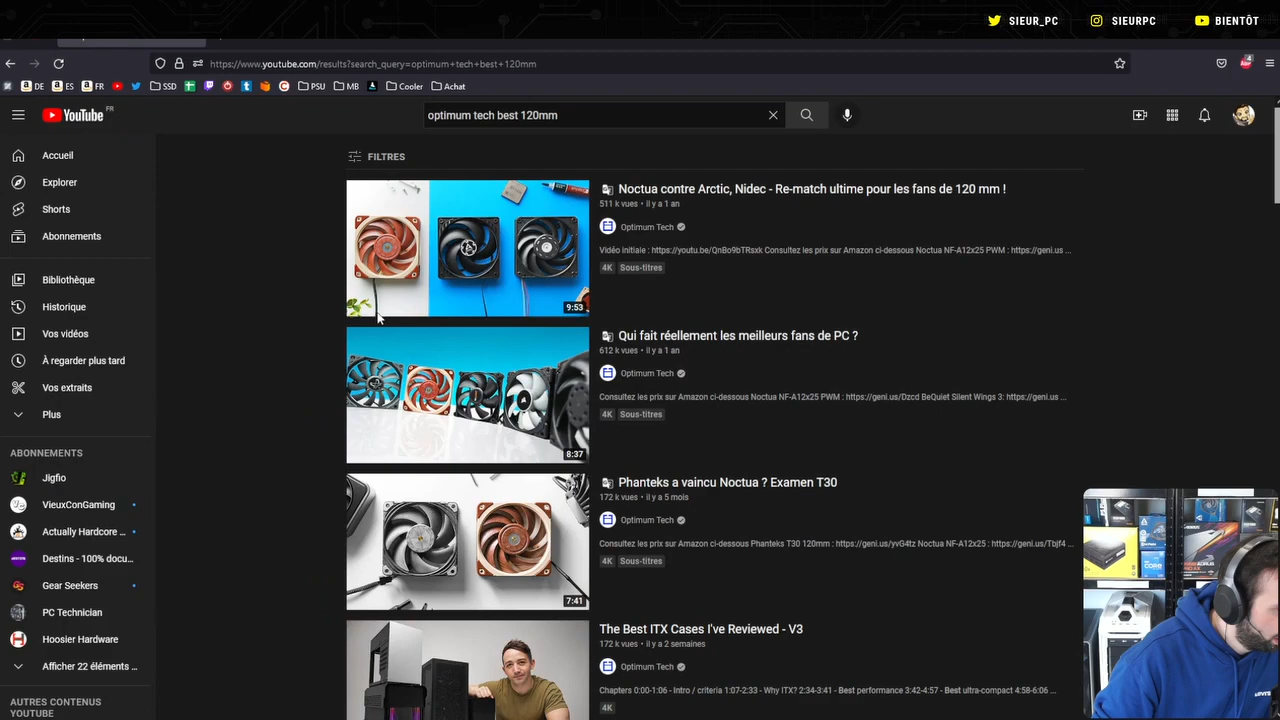 SIEUR_PC
SIEURPC
BIENTÔT
https://www.youtube.com/results?search_query=optimum+tech+best+120mm
DE
ES
FR
SSD
PSU
MB
Cooler
Achat
YouTube FR
optimum tech best 120mm
Accueil
Explorer
Shorts
Abonnements
Bibliothèque
Historique
Vos vidéos
À regarder plus tard
Vos extraits
Plus
ABONNEMENTS
Jigfio
VieuxConGaming
Actually Hardcore ...
Destins - 100% docu...
Gear Seekers
PC Technician
Hoosier Hardware
Afficher 22 éléments ...
AUTRES CONTENUS
YOUTUBE
FILTRES
9:53
Noctua contre Arctic, Nidec - Re-match ultime pour les fans de 120 mm !
511 k vues • il y a 1 an
Optimum Tech
Vidéo initiale : https://youtu.be/QnBo9bTRsxk Consultez les prix sur Amazon ci-dessous Noctua NF-A12x25 PWM : https://geni.us ...
4K Sous-titres
8:37
Qui fait réellement les meilleurs fans de PC ?
612 k vues • il y a 1 an
Optimum Tech
Consultez les prix sur Amazon ci-dessous Noctua NF-A12x25 PWM : https://geni.us/Dzcd BeQuiet Silent Wings 3: https://geni.us ...
4K Sous-titres
7:41
Phanteks a vaincu Noctua ? Examen T30
172 k vues • il y a 5 mois
Optimum Tech
Consultez les prix sur Amazon ci-dessous Phanteks T30 120mm : https://geni.us/yvG4tz Noctua NF-A12x25 : https://geni.us/Tbjf4 ...
4K Sous-titres
The Best ITX Cases I've Reviewed - V3
172 k vues • il y a 2 semaines
Optimum Tech
Chapters 0:00-1:06 - Intro / criteria 1:07-2:33 - Why ITX? 2:34-3:41 - Best performance 3:42-4:57 - Best ultra-compact 4:58-6:06 ...
4K